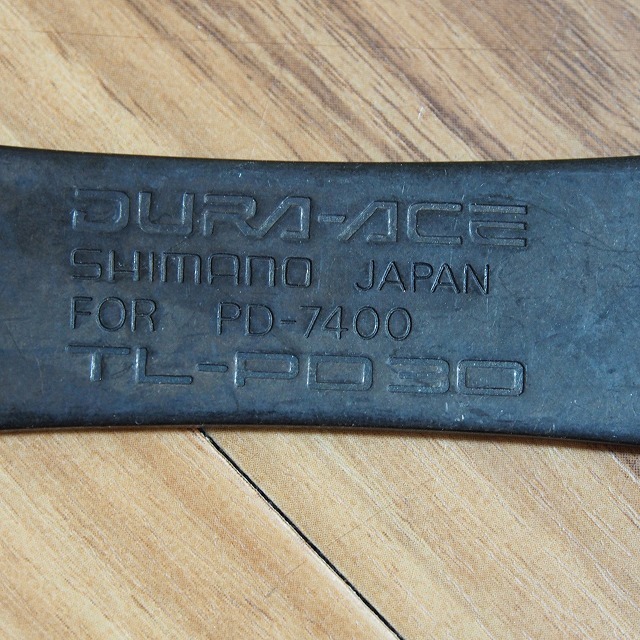 DURA-ACE
SHIMANO JAPAN
FOR PD-7400
TL-PD30